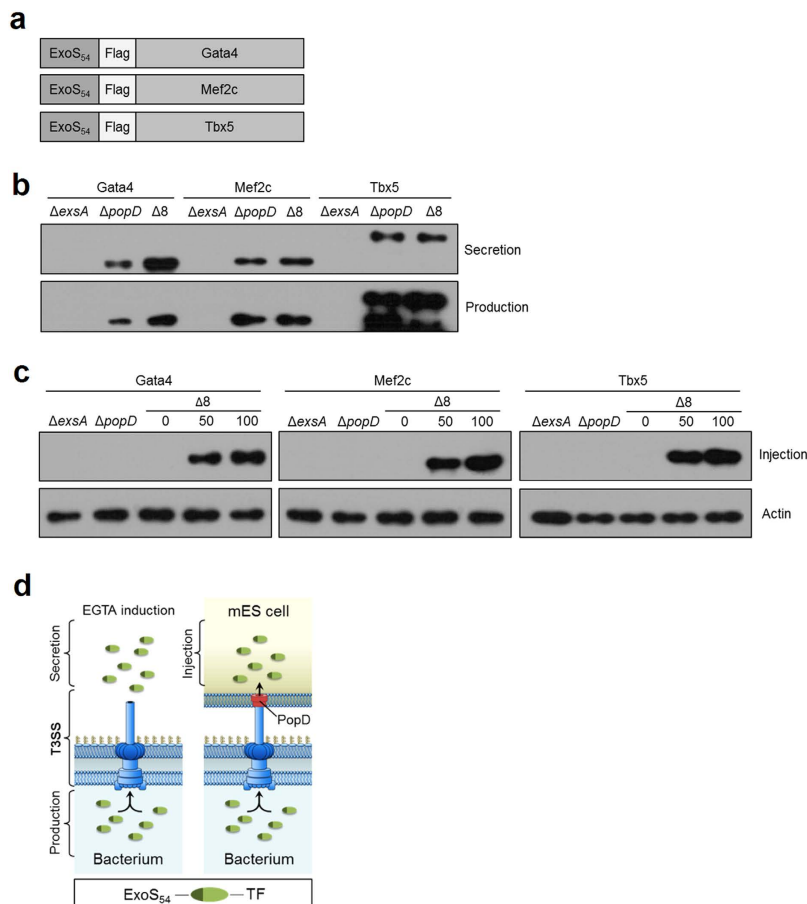 a
ExoS54 Flag Gata4
ExoS54 Flag Mef2c
ExoS54 Flag Tbx5
b
Gata4 Mef2c Tbx5
ΔexsA ΔpopD Δ8 ΔexsA ΔpopD Δ8 ΔexsA ΔpopD Δ8
Secretion
Production
c
Gata4 Mef2c Tbx5
Δ8 Δ8 Δ8
ΔexsA ΔpopD 0 50 100 ΔexsA ΔpopD 0 50 100 ΔexsA ΔpopD 0 50 100
Injection
Actin
d
EGTA induction mES cell
Secretion
Injection
PopD
T3SS
Production
Bacterium Bacterium
ExoS54 TF